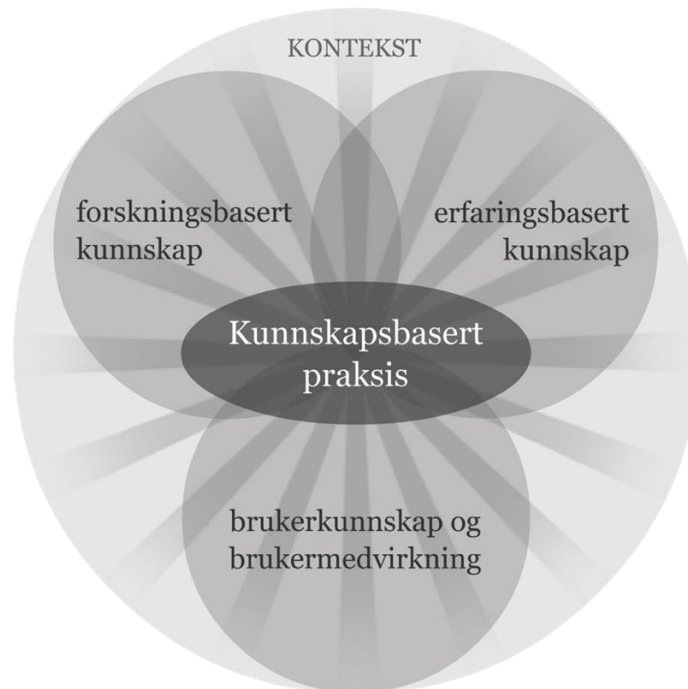 KONTEKST
forskningsbasert
kunnskap
erfaringsbasert
kunnskap
Kunnskapsbasert
praksis
brukerkunnskap og
brukermedvirkning